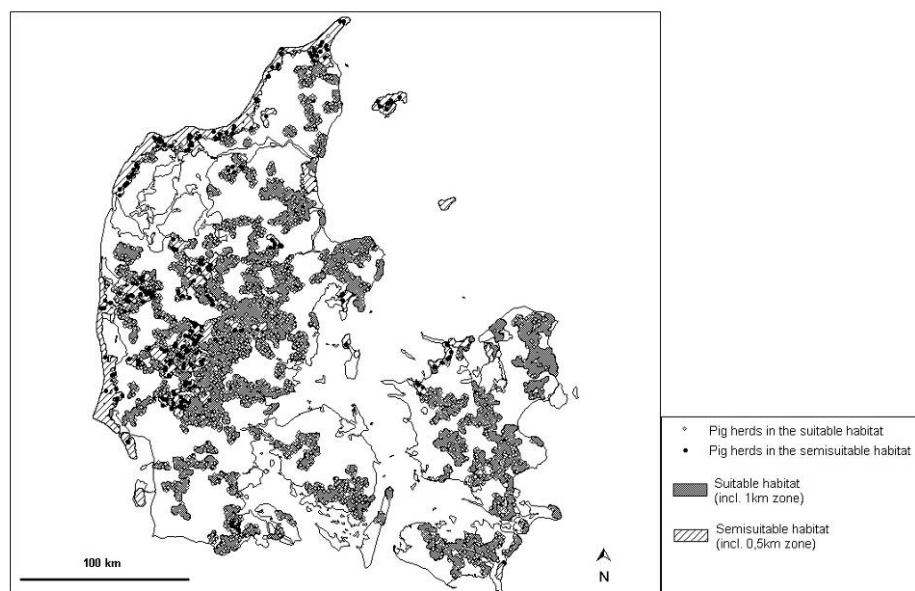 Pig herds in the suitable habitat
Pig herds in the semisuitable habitat
Suitable habitat
(incl. 1km zone)
Semisuitable habitat
(incl. 0,5km zone)
100 km
N